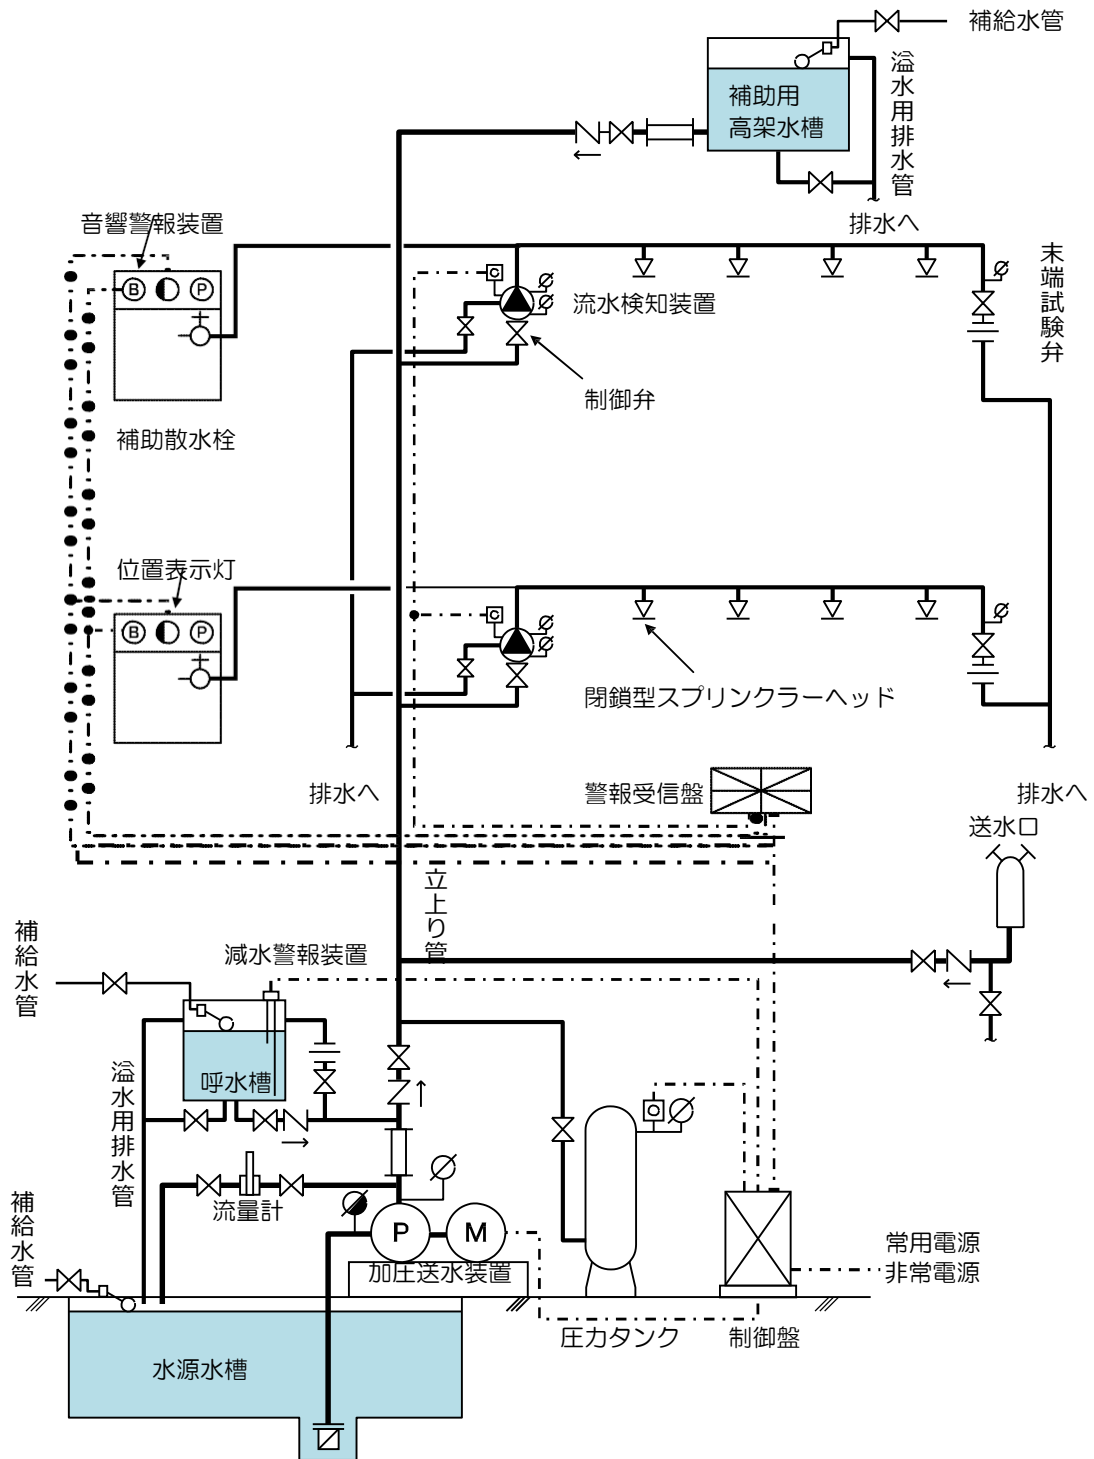 補給水管
溢水用排水管
補助用
高架水槽
排水へ
音響警報装置
B
P
流水検知装置
末端試験弁
制御弁
補助散水栓
位置表示灯
B
P
閉鎖型スプリンクラーヘッド
排水へ
警報受信盤
排水へ
送水口
立上り管
補給水管
減水警報装置
呼水槽
溢水用排水管
流量計
補給水管
P
M
加圧送水装置
常用電源
非常電源
圧力タンク
制御盤
水源水槽